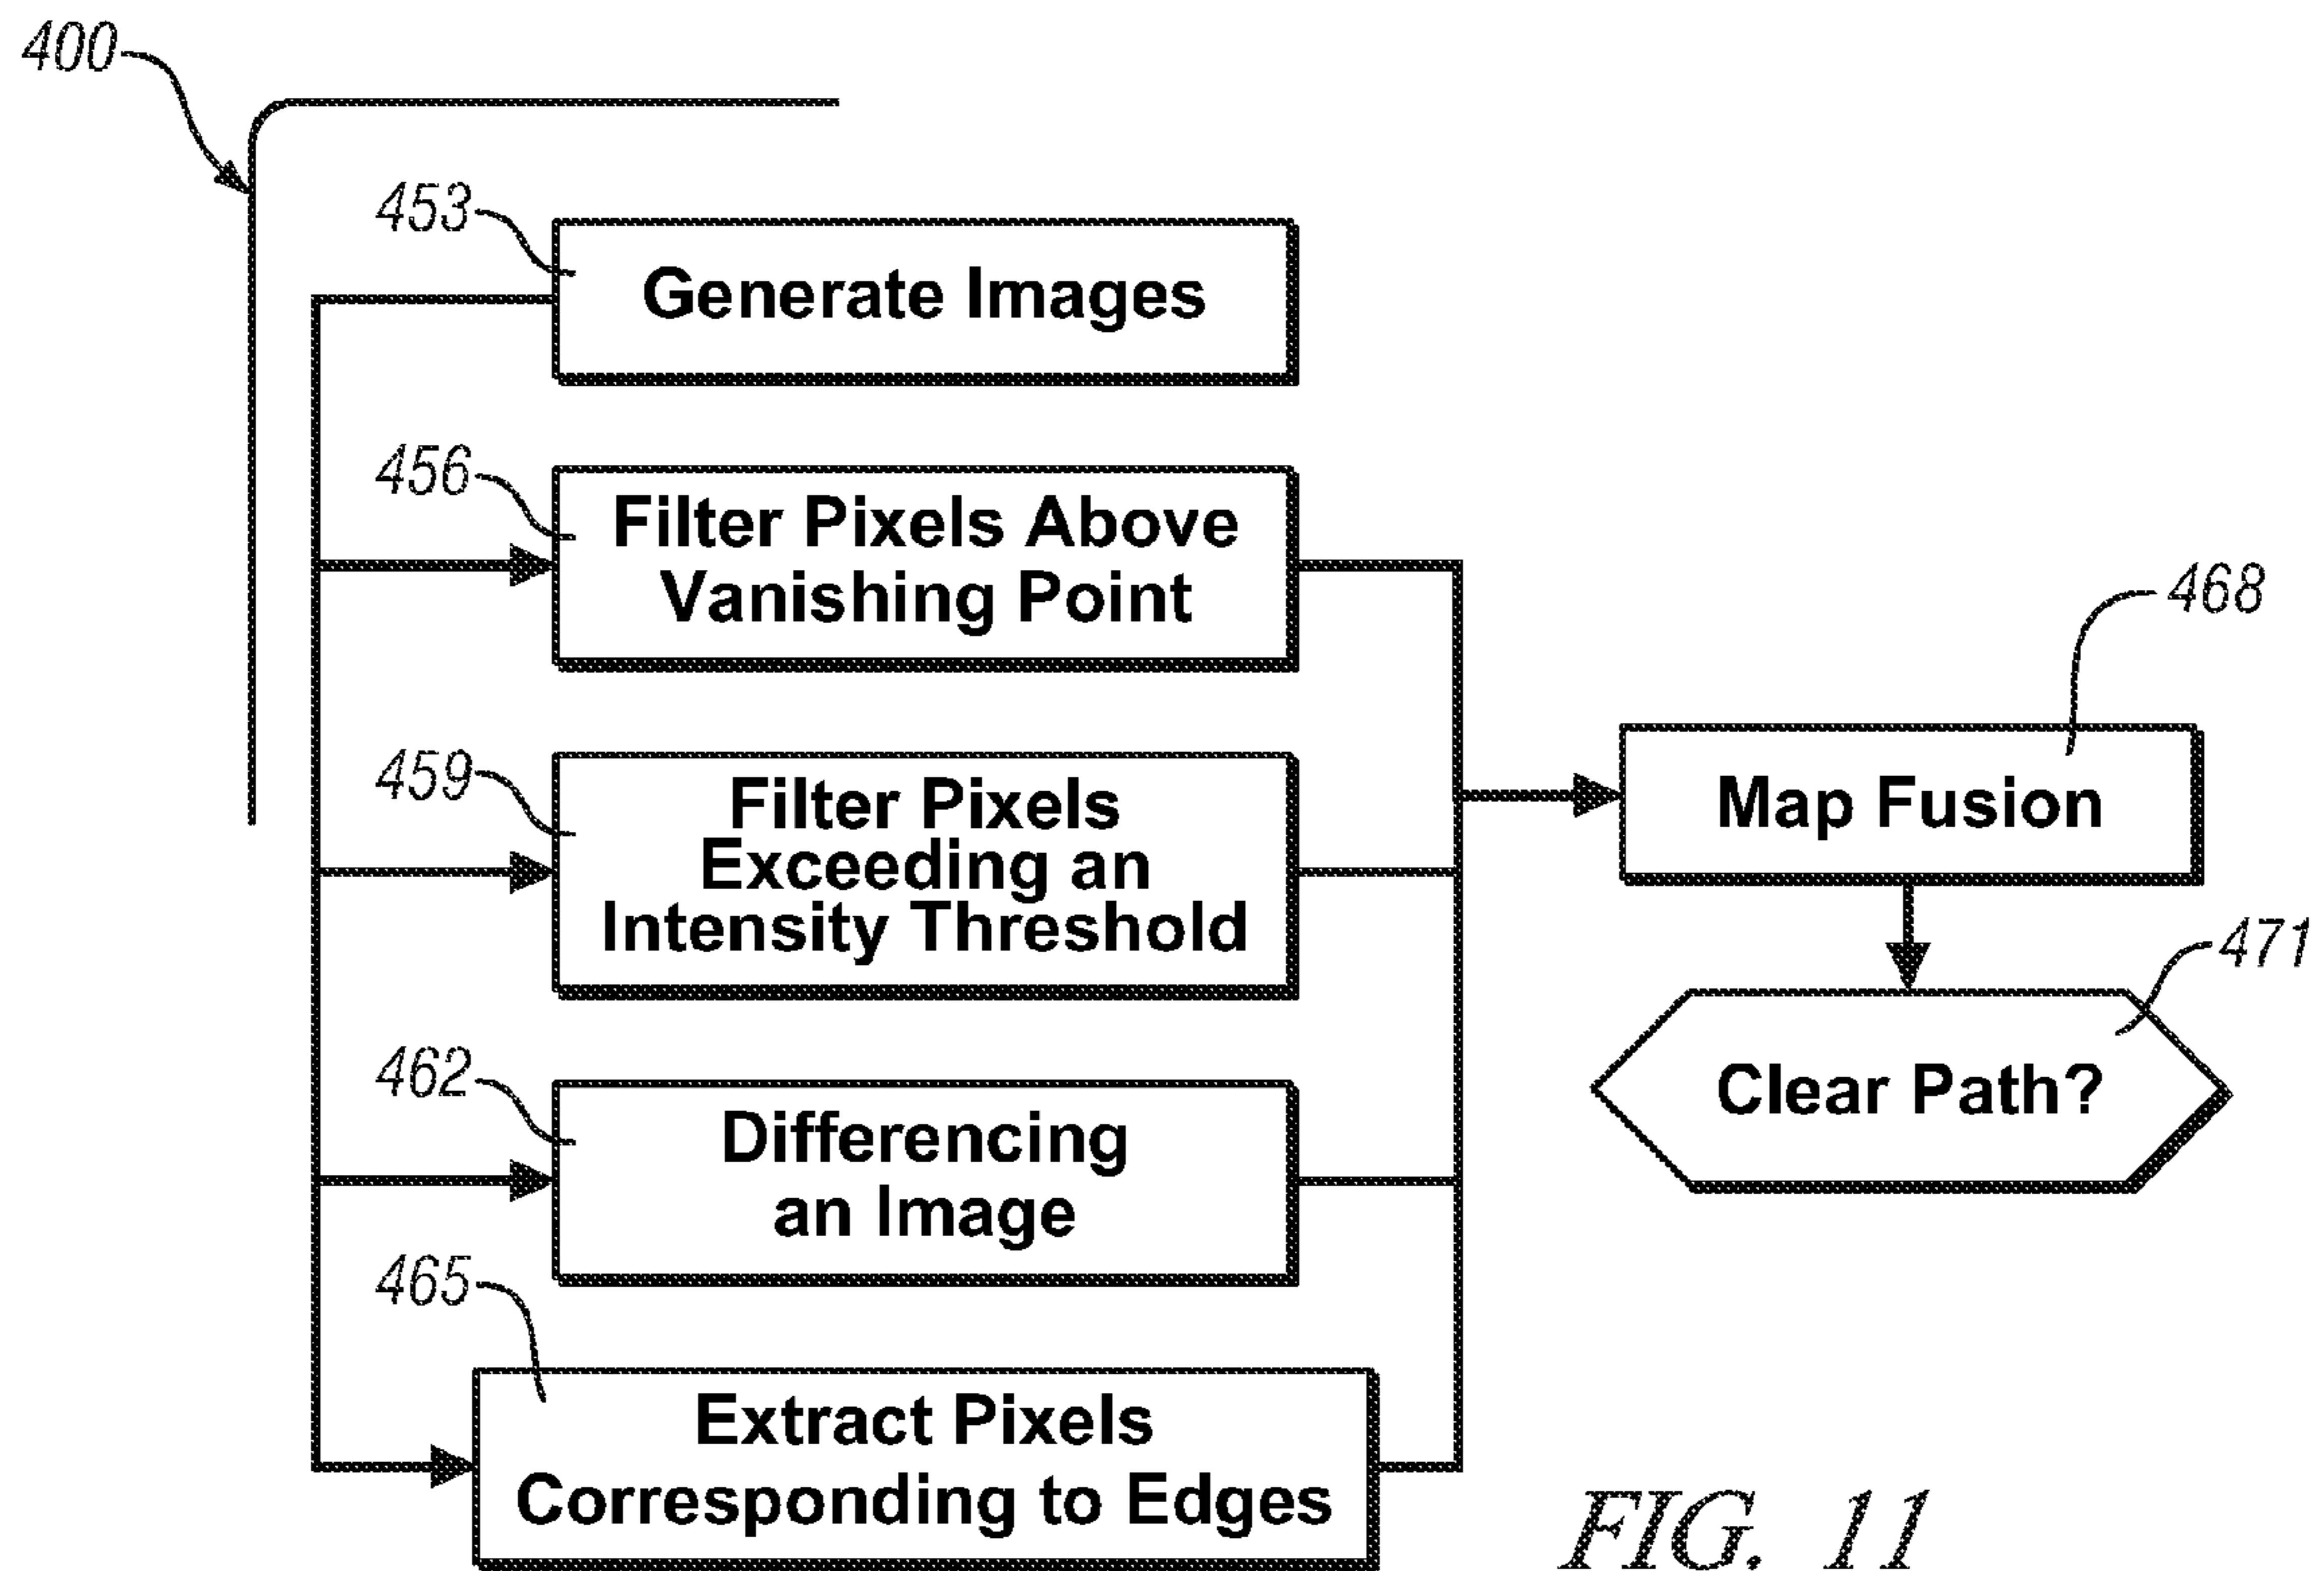 400
453
Generate Images
456
Filter Pixels Above
Vanishing Point
459
Filter Pixels
Exceeding an
Intensity Threshold
462
Differencing
an Image
465
Extract Pixels
Corresponding to Edges
468
Map Fusion
471
Clear Path?
FIG. 11